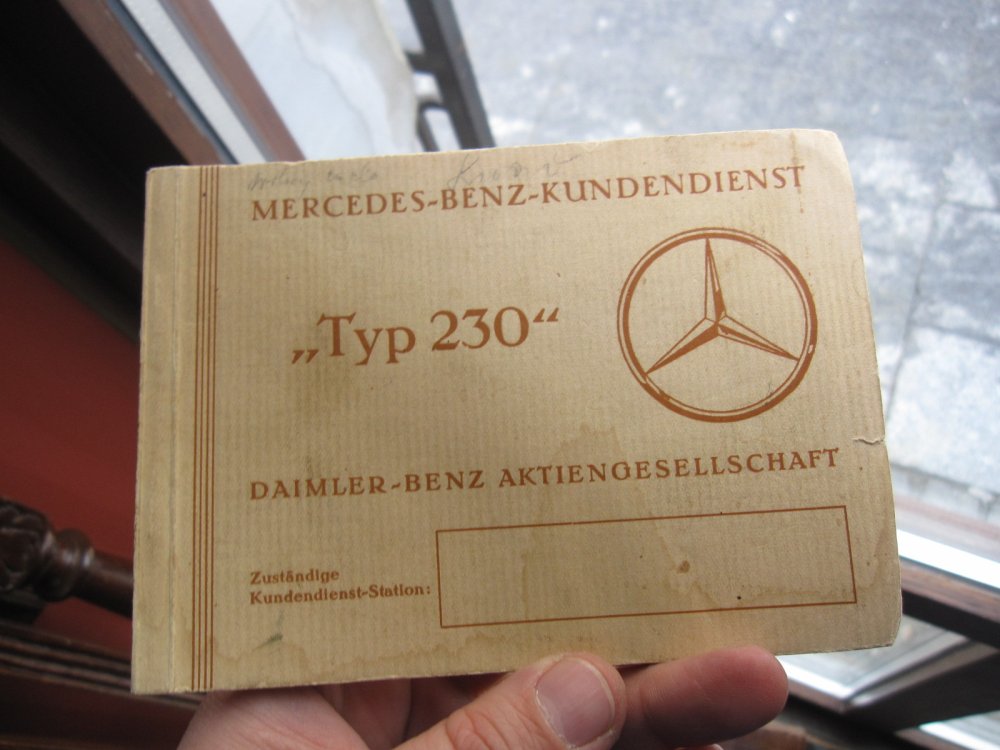 MERCEDES-BENZ-KUNDENDIENST
„Typ 230“
DAIMLER-BENZ AKTIENGESELLSCHAFT
Zuständige
Kundendienst-Station: